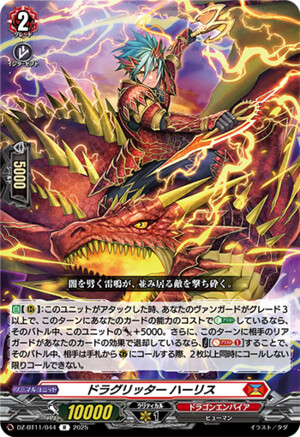 2
グレード
インターセプト
5000
シールド
闇を劈く雷鳴が、並み居る敵を撃ち砕く。
:このユニットがアタックした時、あなたのヴァンガードがグレード3
以上で、このターンにあなたのカードの能力のコストで
しているなら、
そのバトル中、このユニットの +5000。さらに、このターンに相手のリア
ガードがあなたのカードの効果で退却しているなら、
することで、
そのバトル中、相手は手札から にコールする際、2枚以上同時にコールしない
限りコールできない。
ノーマルユニット
ドラグリッター ハーリス
パワー
10000
クリティカル
1
ドラゴンエンパイア
ヒューマン
DZ-BT11/044 R 2025
イラスト/タダ